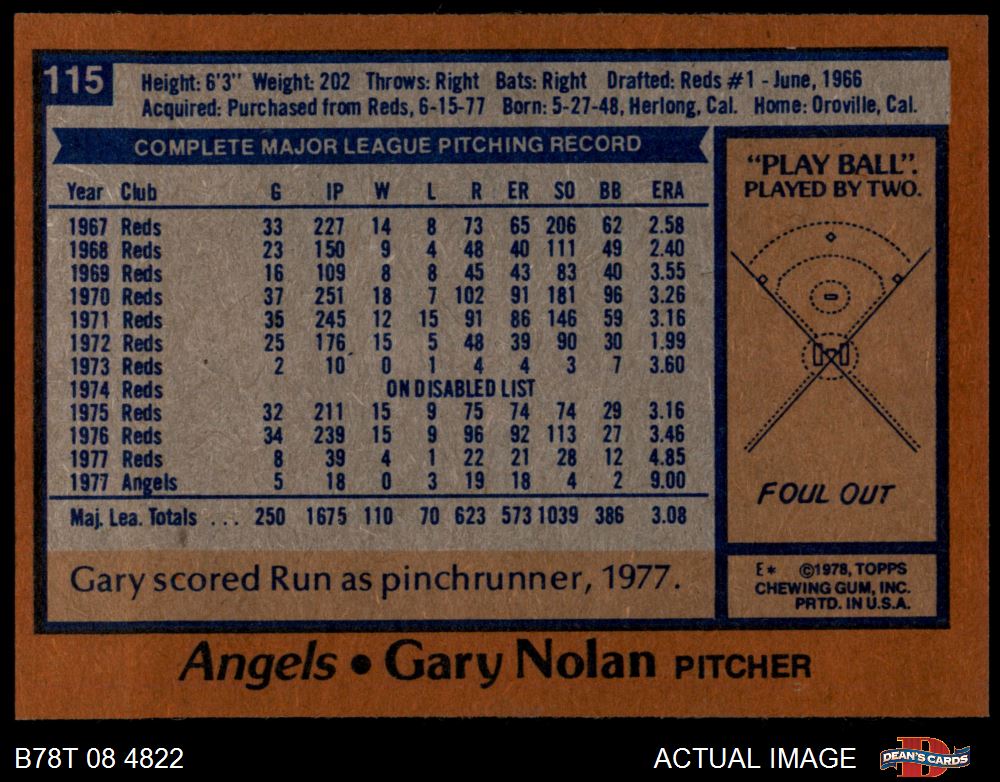 115
Height: 6'3" Weight: 202 Throws: Right Bats: Right Drafted: Reds #1 - June, 1966
Acquired: Purchased from Reds, 6-15-77 Born: 5-27-48, Herlong, Cal. Home: Oroville, Cal.
COMPLETE MAJOR LEAGUE PITCHING RECORD
Year Club G IP W L R ER SO BB ERA
1967 Reds 33 227 14 8 73 65 206 62 2.58
1968 Reds 23 150 9 4 48 40 111 49 2.40
1969 Reds 16 109 8 8 45 43 83 40 3.55
1970 Reds 37 251 18 7 102 91 181 96 3.26
1971 Reds 35 245 12 15 91 86 146 59 3.16
1972 Reds 25 176 15 5 48 39 90 30 1.99
1973 Reds 2 10 0 1 4 4 3 7 3.60
1974 Reds ON DISABLED LIST
1975 Reds 32 211 15 9 75 74 74 29 3.16
1976 Reds 34 239 15 9 96 92 113 27 3.46
1977 Reds 8 39 4 1 22 21 28 12 4.85
1977 Angels 5 18 0 3 19 18 4 2 9.00
Maj. Lea. Totals ... 250 1675 110 70 623 573 1039 386 3.08
Gary scored Run as pinchrunner, 1977.
"PLAY BALL".
PLAYED BY TWO.
FOUL OUT
E* ©1978, TOPPS
CHEWING GUM, INC.
PRTD. IN U.S.A.
Angels • Gary Nolan PITCHER
B78T 08 4822
ACTUAL IMAGE
DEAN'S CARDS